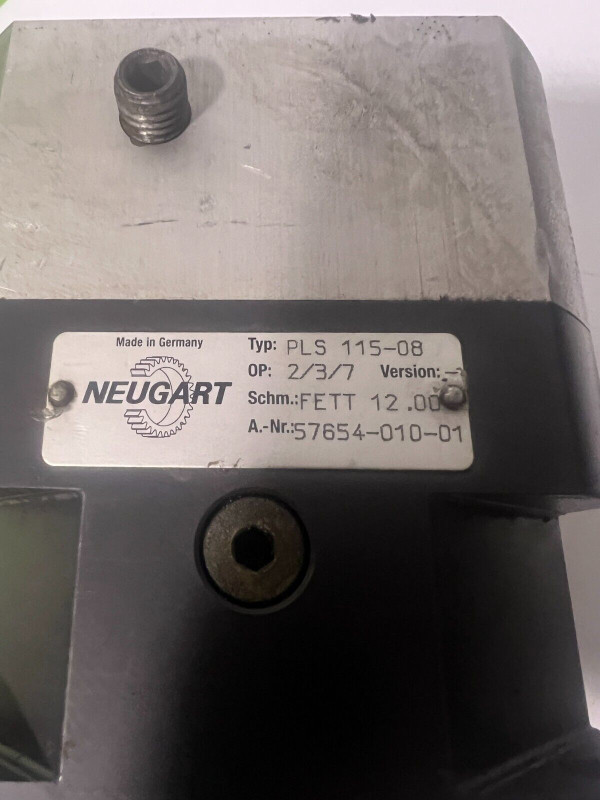 Made in Germany
NEUGART
Typ: PLS 115-08
OP: 2/3/7 Version: -
Schm.: FETT 12.00
A.-Nr.: 57654-010-01